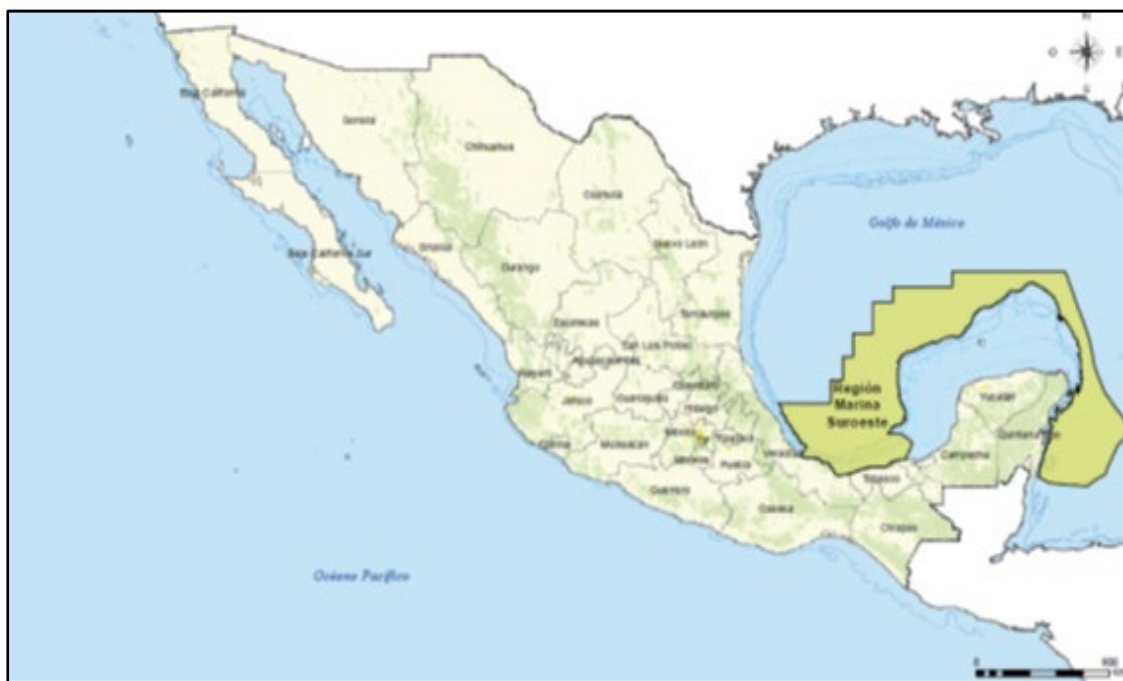 N
O E
S
Baja California
Sonora
Chihuahua
Coahuila
Golfo de México
Nuevo León
Baja California Sur
Sinaloa
Durango
Tamaulipas
Zacatecas
San Luis Potosí
Aguascalientes
Nayarit
Región
Marina
Suroeste
Jalisco
Guanajuato
Querétaro
Hidalgo
Yucatán
Quintana Roo
Colima
Michoacán
México
Tlaxcala
Veracruz
Campeche
Morelos
Puebla
Tabasco
Guerrero
Oaxaca
Chiapas
Océano Pacífico
0